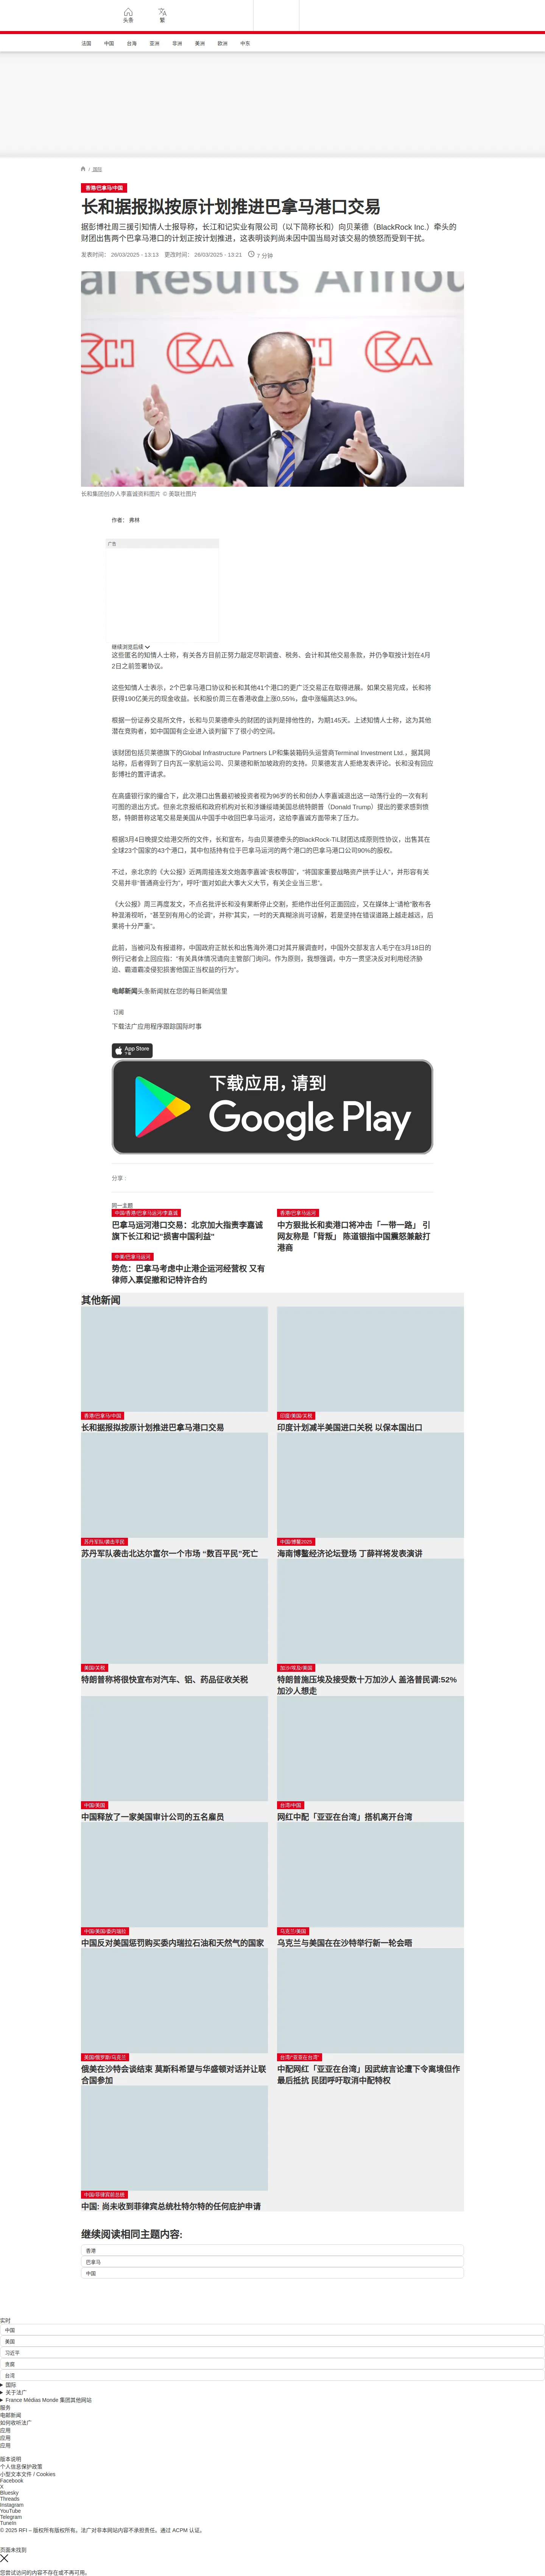 头条
繁
法国
中国
台海
亚洲
非洲
美洲
欧洲
中东
/ 国际
香港/巴拿马/中国
长和据报拟按原计划推进巴拿马港口交易
据彭博社周三援引知情人士报导称，长江和记实业有限公司（以下简称长和）向贝莱德（BlackRock Inc.）牵头的
财团出售两个巴拿马港口的计划正按计划推进，这表明谈判尚未因中国当局对该交易的愤怒而受到干扰。
发表时间： 26/03/2025 - 13:13 更改时间： 26/03/2025 - 13:21 7 分钟
al Results Annou
CKH
长和集团创办人李嘉诚资料图片 © 美联社图片
作者： 弗林
广告
继续浏览后续
这些匿名的知情人士称，有关各方目前正努力敲定尽职调查、税务、会计和其他交易条款，并仍争取按计划在4月
2日之前签署协议。
这些知情人士表示，2个巴拿马港口协议和长和其他41个港口的更广泛交易正在取得进展。如果交易完成，长和将
获得190亿美元的现金收益。长和股价周三在香港收盘上涨0.55%，盘中涨幅高达3.9%。
根据一份证券交易所文件，长和与贝莱德牵头的财团的谈判是排他性的，为期145天。上述知情人士称，这为其他
潜在竞购者，如中国国有企业进入谈判留下了很小的空间。
该财团包括贝莱德旗下的Global Infrastructure Partners LP和集装箱码头运营商Terminal Investment Ltd.，据其网
站称，后者得到了日内瓦一家航运公司、贝莱德和新加坡政府的支持。贝莱德发言人拒绝发表评论。长和没有回应
彭博社的置评请求。
在高盛银行家的撮合下，此次港口出售最初被投资者视为96岁的长和创办人李嘉诚退出这一动荡行业的一次有利
可图的退出方式。但亲北京报纸和政府机构对长和涉嫌绥靖美国总统特朗普（Donald Trump）提出的要求感到愤
怒，特朗普称这笔交易是美国从中国手中收回巴拿马运河，这给李嘉诚方面带来了压力。
根据3月4日晚提交给港交所的文件，长和宣布，与由贝莱德牵头的BlackRock-TiL财团达成原则性协议，出售其在
全球23个国家的43个港口，其中包括持有位于巴拿马运河的两个港口的巴拿马港口公司90%的股权。
不过，亲北京的《大公报》近两周接连发文炮轰李嘉诚“丧权辱国”，“将国家重要战略资产拱手让人”，并形容有关
交易并非“普通商业行为”，呼吁“面对如此大事大义大节，有关企业当三思”。
《大公报》周三再度发文，不点名批评长和没有果断停止交割，拒绝作出任何正面回应，又在媒体上“请枪”散布各
种混淆视听，“甚至别有用心的论调”，并称“其实，一时的天真糊涂尚可谅解，若是坚持在错误道路上越走越远，后
果将十分严重”。
此前，当被问及有报道称，中国政府正就长和出售海外港口对其开展调查时，中国外交部发言人毛宁在3月18日的
例行记者会上回应指：“有关具体情况请向主管部门询问。作为原则，我想强调，中方一贯坚决反对利用经济胁
迫、霸道霸凌侵犯损害他国正当权益的行为”。
电邮新闻头条新闻就在您的每日新闻信里
订阅
下载法广应用程序跟踪国际时事
App Store
下载
下载应用，请到
Google Play
分享 :
同一主题
中国/香港/巴拿马运河/李嘉诚
巴拿马运河港口交易：北京加大指责李嘉诚
旗下长江和记“损害中国利益”
香港/巴拿马运河
中方狠批长和卖港口将冲击「一带一路」 引
网友称是「背叛」 陈道银指中国震怒兼敲打
港商
中美/巴拿马运河
势危：巴拿马考虑中止港企运河经营权 又有
律师入禀促撤和记特许合约
其他新闻
香港/巴拿马/中国
长和据报拟按原计划推进巴拿马港口交易
印度/美国/关税
印度计划减半美国进口关税 以保本国出口
苏丹军队/袭击平民
苏丹军队袭击北达尔富尔一个市场 “数百平民”死亡
中国/博鳌2025
海南博鳌经济论坛登场 丁薛祥将发表演讲
美国/关税
特朗普称将很快宣布对汽车、铝、药品征收关税
加沙/埃及/美国
特朗普施压埃及接受数十万加沙人 盖洛普民调:52%
加沙人想走
中国/美国
中国释放了一家美国审计公司的五名雇员
台湾/中国
网红中配「亚亚在台湾」搭机离开台湾
中国/美国/委内瑞拉
中国反对美国惩罚购买委内瑞拉石油和天然气的国家
乌克兰/美国
乌克兰与美国在在沙特举行新一轮会晤
美国/俄罗斯/乌克兰
俄美在沙特会谈结束 莫斯科希望与华盛顿对话并让联
合国参加
台湾/“亚亚在台湾”
中配网红「亚亚在台湾」因武统言论遭下令离境但作
最后抵抗 民团呼吁取消中配特权
中国/菲律宾前总统
中国: 尚未收到菲律宾总统杜特尔特的任何庇护申请
继续阅读相同主题内容:
香港
巴拿马
中国
实时
中国
美国
习近平
贵腐
台湾
国际
关于法广
France Médias Monde 集团其他网站
服务
电邮新闻
如何收听法广
应用
应用
应用
版本说明
个人信息保护政策
小型文本文件 / Cookies
Facebook
X
Bluesky
Threads
Instagram
YouTube
Telegram
TuneIn
© 2025 RFI – 版权所有版权所有。法广对非本网站内容不承担责任。通过 ACPM 认证。
页面未找到
您尝试访问的内容不存在或不再可用。